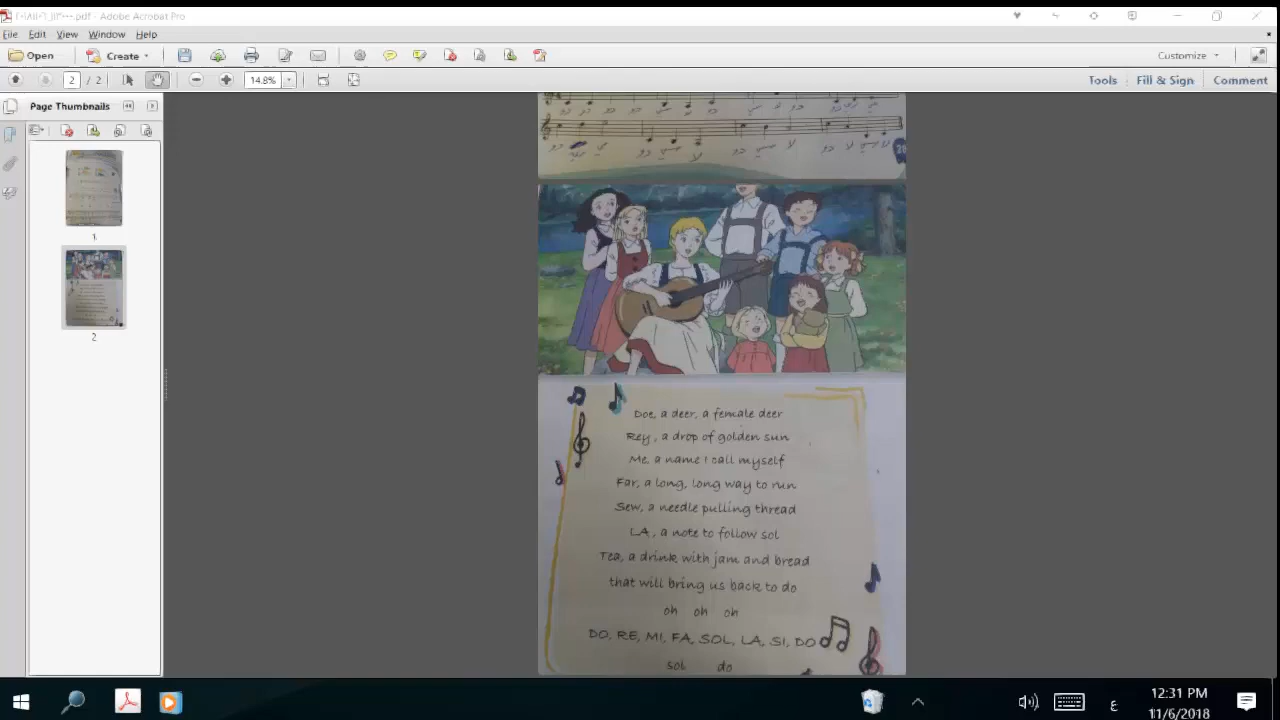 .pdf - Adobe Acrobat Pro
File Edit View Window Help
Open Create Customize
2 / 2 14.8% Tools Fill & Sign Comment
Page Thumbnails
1
2
28
Doe, a deer, a female deer
Rey, a drop of golden sun
Me, a name I call myself
Far, a long, long way to run
Sew, a needle pulling thread
LA, a note to follow sol
Tea, a drink with jam and bread
that will bring us back to do
oh oh oh
DO, RE, MI, FA, SOL, LA, SI, DO
sol do
ع
12:31 PM
11/6/2018